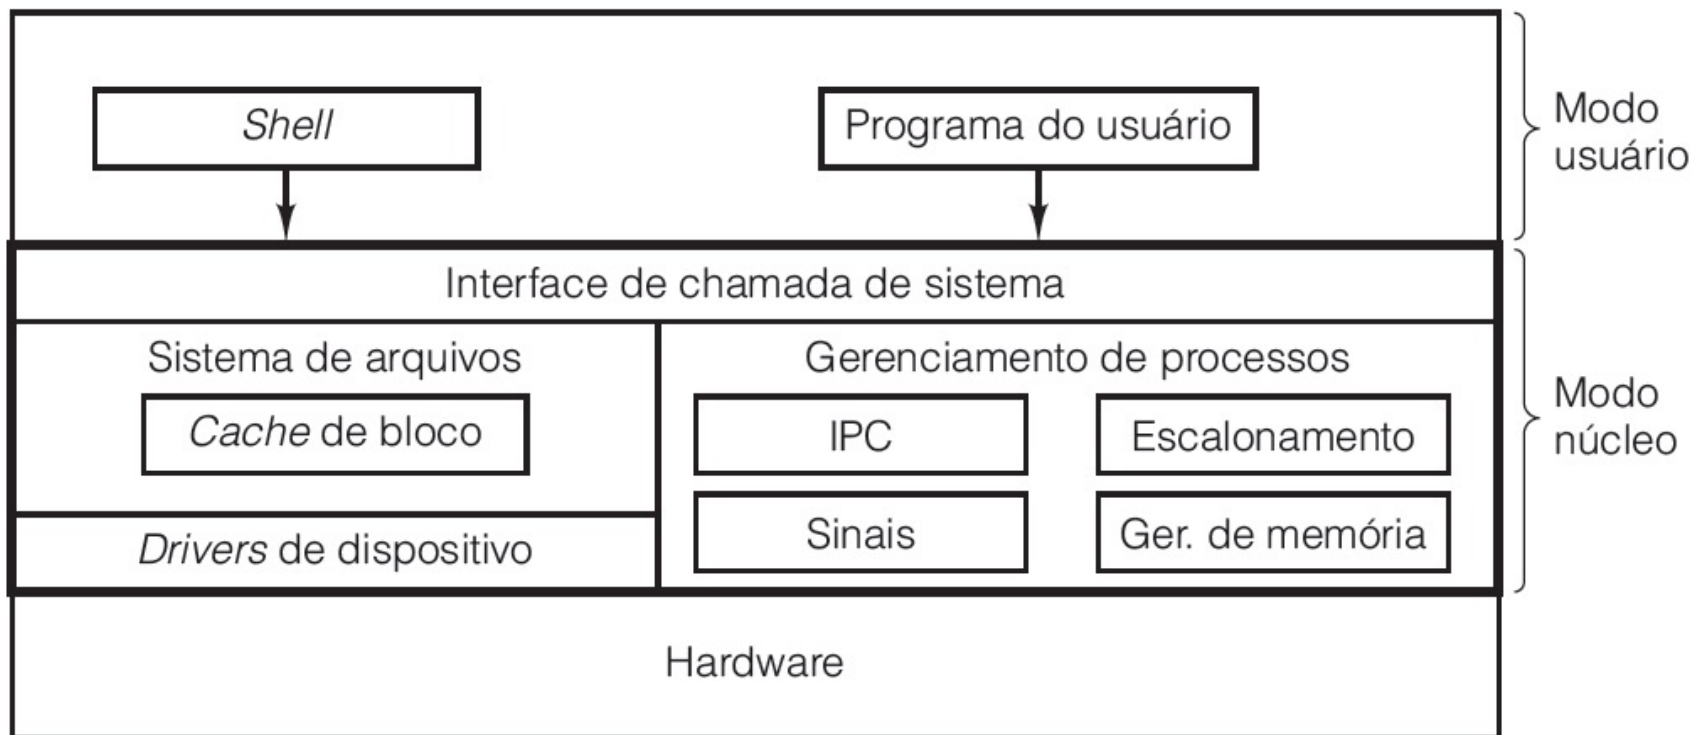 Shell
Programa do usuário
Modo
usuário
Interface de chamada de sistema
Sistema de arquivos
Cache de bloco
Drivers de dispositivo
Gerenciamento de processos
IPC
Escalonamento
Sinais
Ger. de memória
Modo
núcleo
Hardware